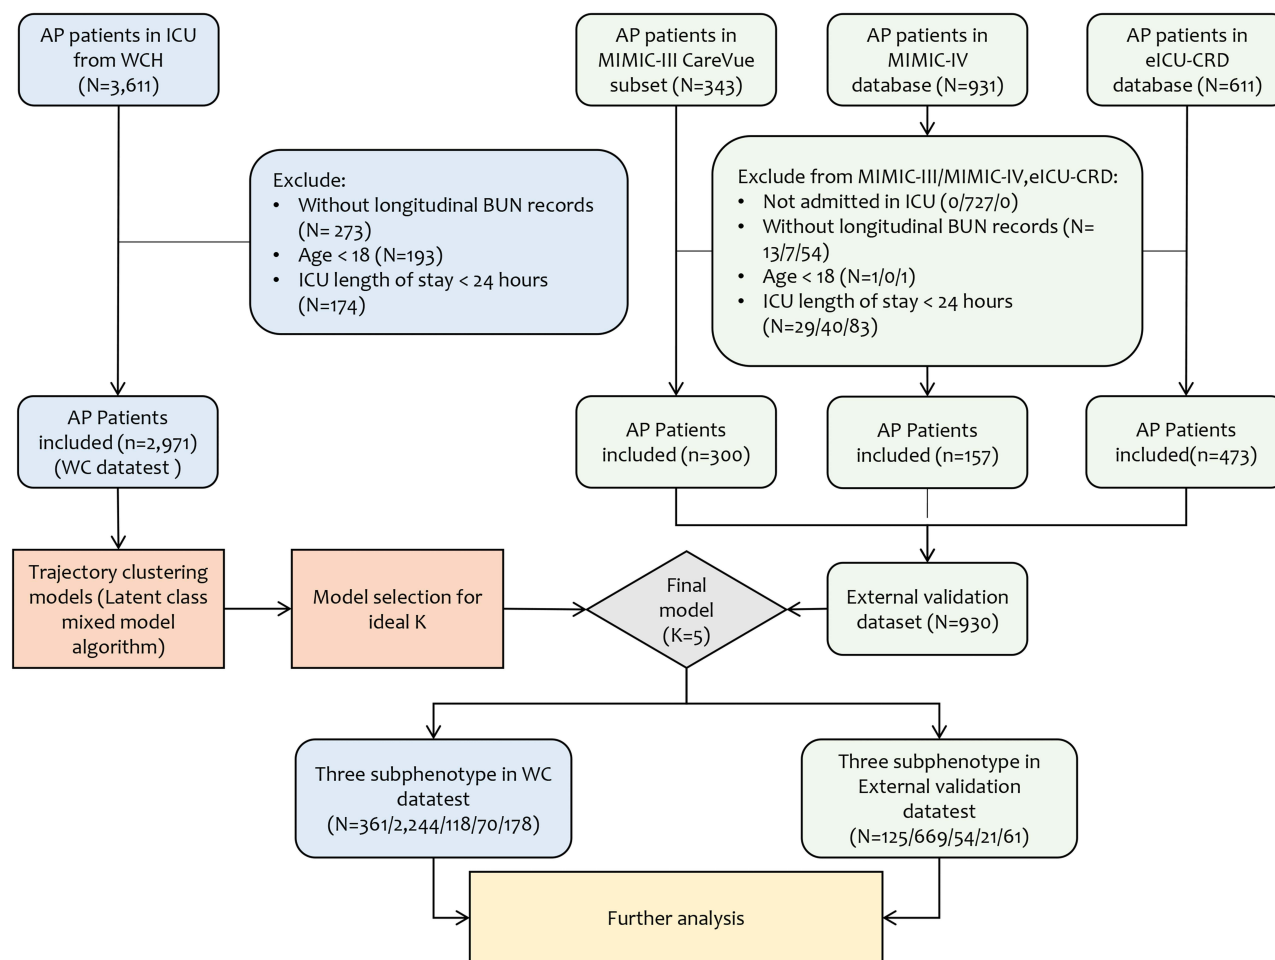 AP patients in ICU
from WCH
(N=3,611)
AP patients in
MIMIC-III CareVue
subset (N=343)
AP patients in
MIMIC-IV
database (N=931)
AP patients in
eICU-CRD
database (N=611)
Exclude:
• Without longitudinal BUN records
(N= 273)
• Age < 18 (N=193)
• ICU length of stay < 24 hours
(N=174)
Exclude from MIMIC-III/MIMIC-IV,eICU-CRD:
• Not admitted in ICU (0/727/0)
• Without longitudinal BUN records (N=
13/7/54)
• Age < 18 (N=1/0/1)
• ICU length of stay < 24 hours
(N=29/40/83)
AP Patients
included (n=2,971)
(WC datatest )
AP Patients
included (n=300)
AP Patients
included (n=157)
AP Patients
included(n=473)
Trajectory clustering
models (Latent class
mixed model
algorithm)
Model selection for
ideal K
Final
model
(K=5)
External validation
dataset (N=930)
Three subphenotype in WC
datatest
(N=361/2,244/118/70/178)
Three subphenotype in
External validation
datatest
(N=125/669/54/21/61)
Further analysis